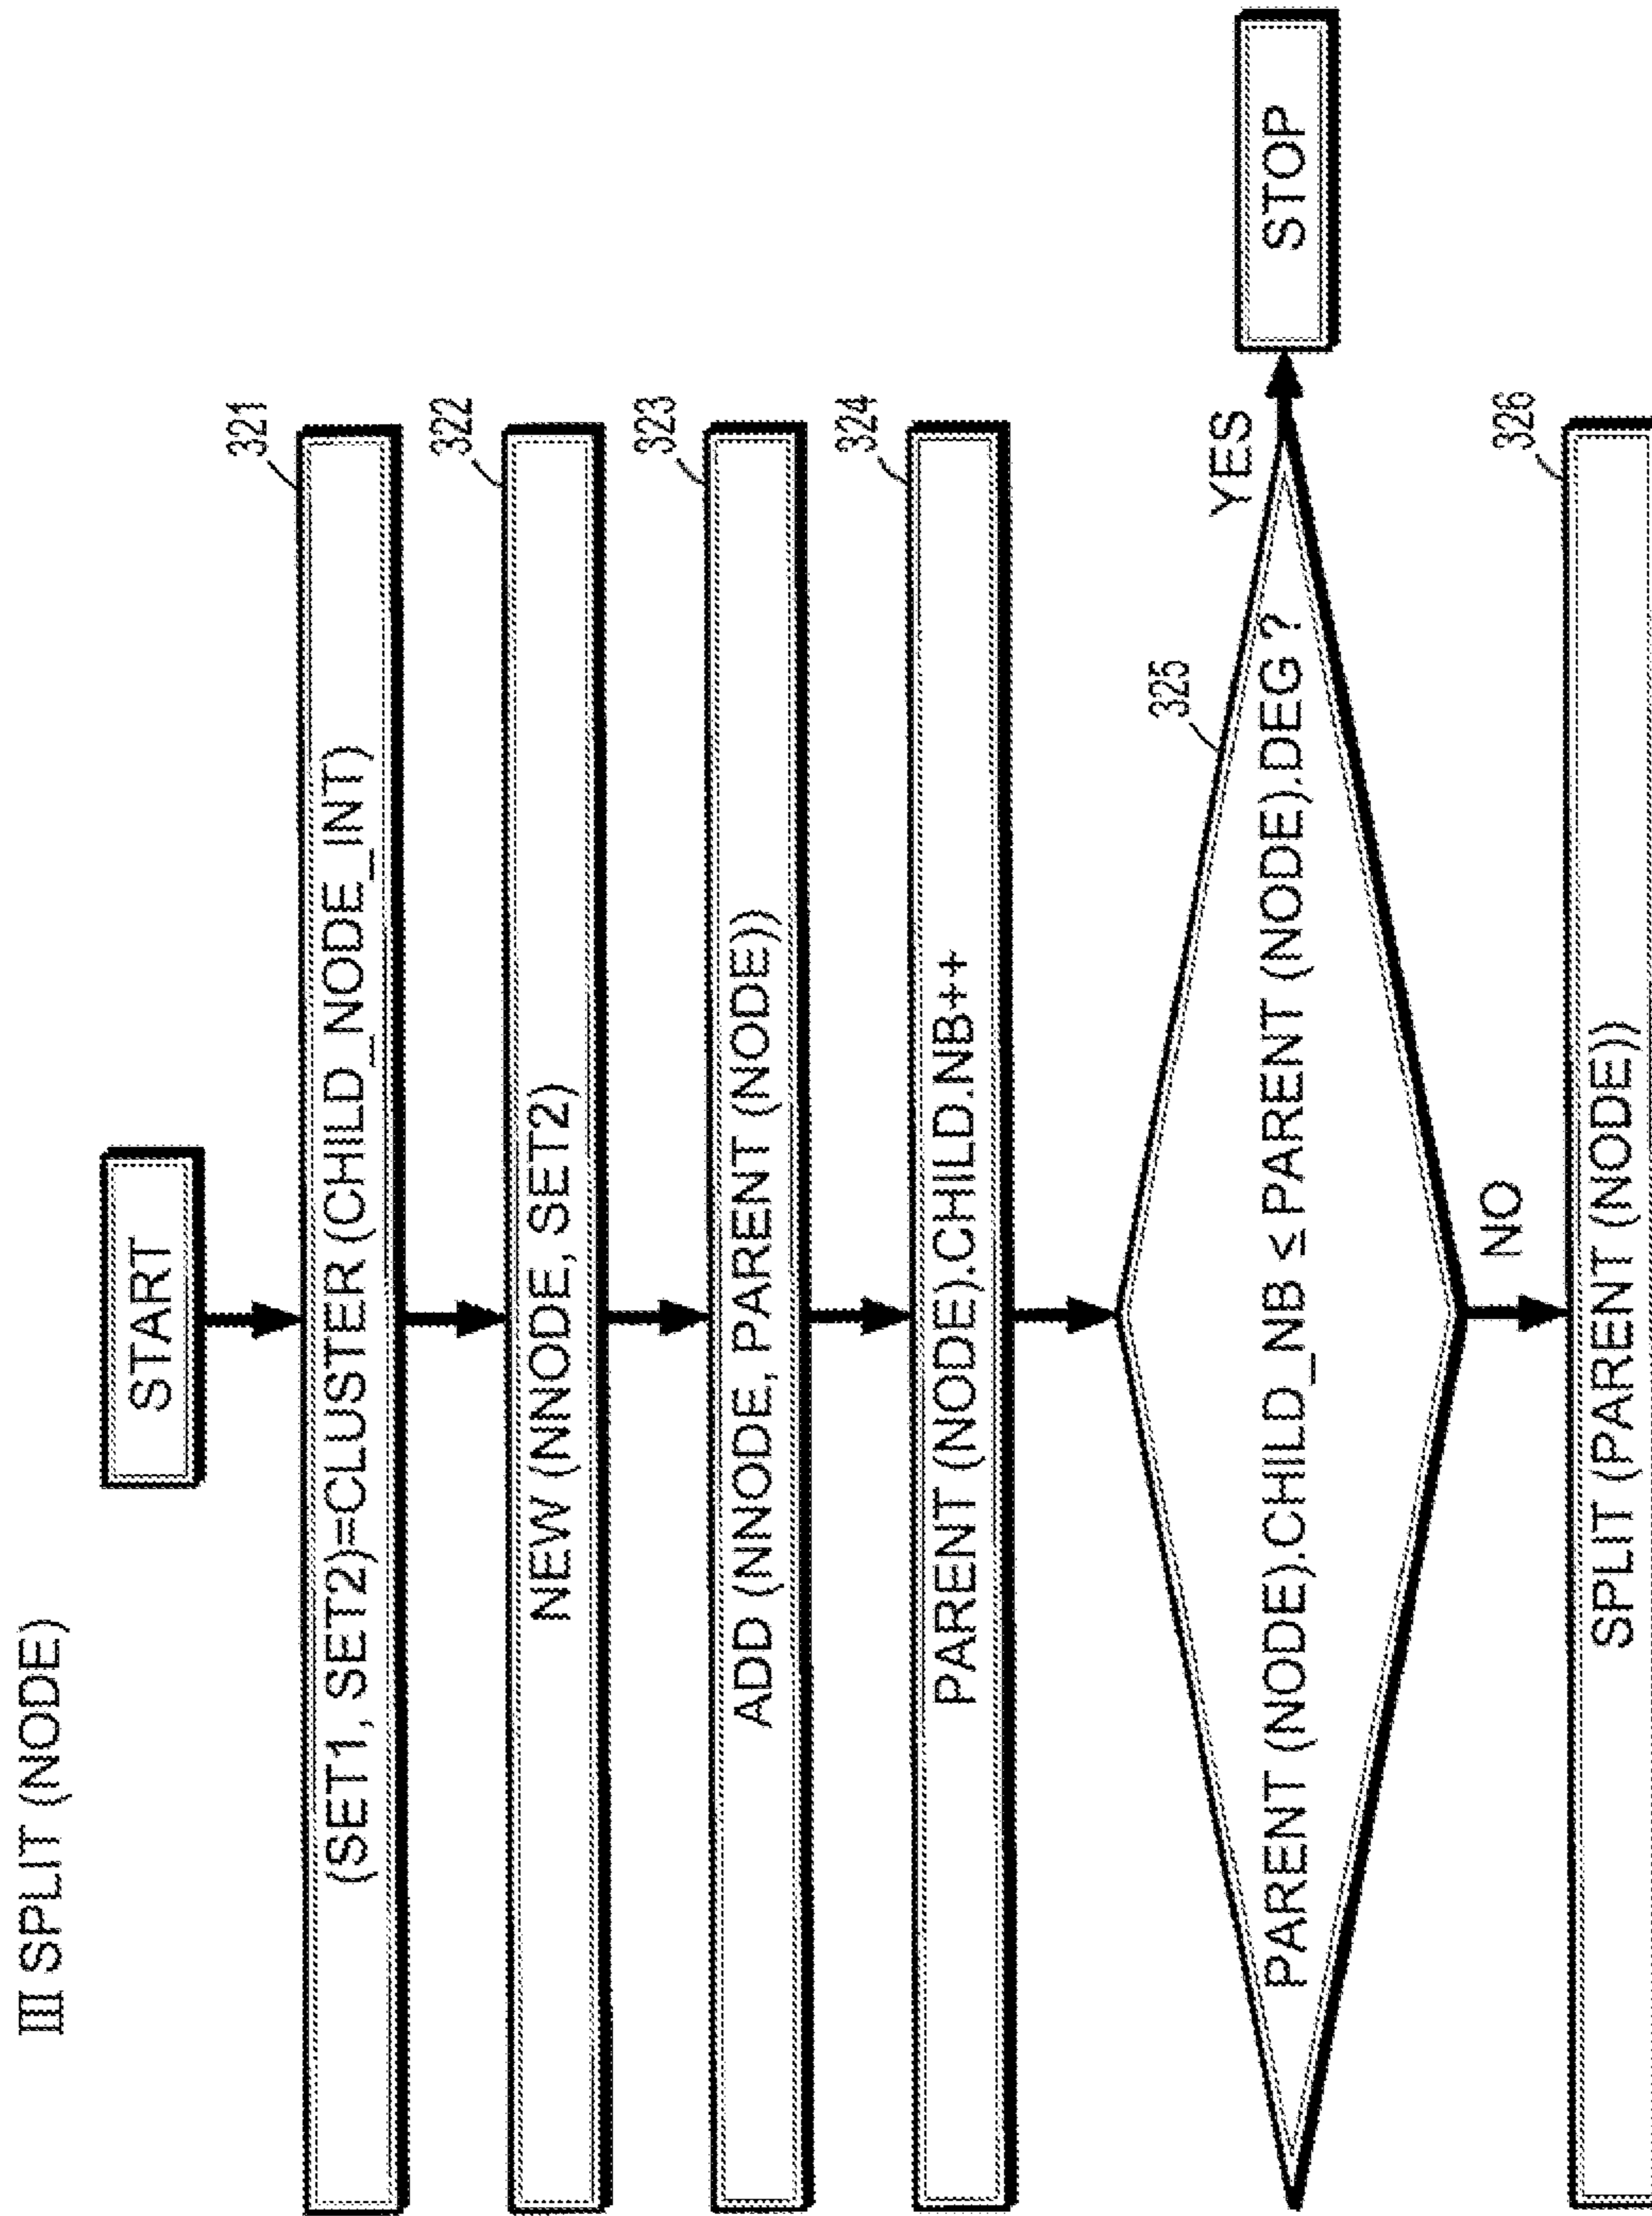 III SPLIT (NODE)
START
321
(SET1, SET2)=CLUSTER (CHILD_NODE_INT)
322
NEW (NNODE, SET2)
323
ADD (NNODE, PARENT (NODE))
324
PARENT (NODE).CHILD.NB++
325
PARENT (NODE).CHILD_NB ≤ PARENT (NODE).DEG ?
YES
STOP
NO
326
SPLIT (PARENT (NODE))